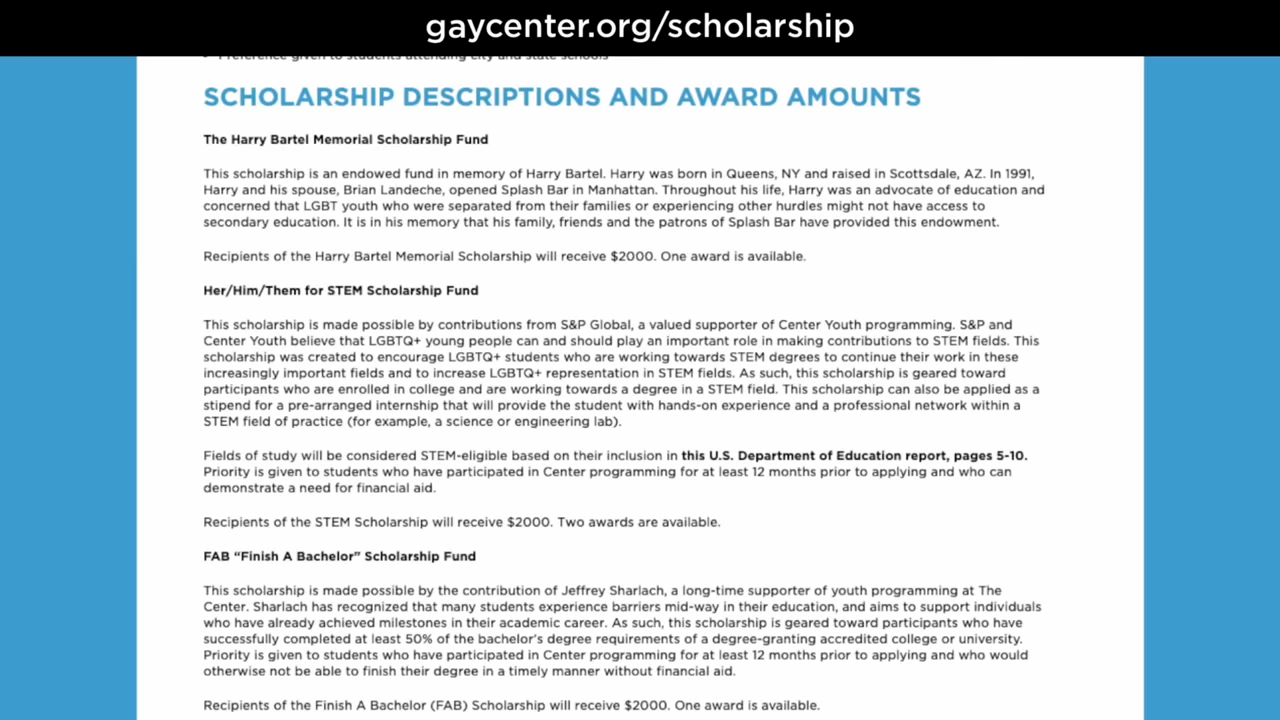 gaycenter.org/scholarship
Preference given to students attending city and state schools
SCHOLARSHIP DESCRIPTIONS AND AWARD AMOUNTS
The Harry Bartel Memorial Scholarship Fund
This scholarship is an endowed fund in memory of Harry Bartel. Harry was born in Queens, NY and raised in Scottsdale, AZ. In 1991,
Harry and his spouse, Brian Landeche, opened Splash Bar in Manhattan. Throughout his life, Harry was an advocate of education and
concerned that LGBT youth who were separated from their families or experiencing other hurdles might not have access to
secondary education. It is in his memory that his family, friends and the patrons of Splash Bar have provided this endowment.
Recipients of the Harry Bartel Memorial Scholarship will receive $2000. One award is available.
Her/Him/Them for STEM Scholarship Fund
This scholarship is made possible by contributions from S&P Global, a valued supporter of Center Youth programming. S&P and
Center Youth believe that LGBTQ+ young people can and should play an important role in making contributions to STEM fields. This
scholarship was created to encourage LGBTQ+ students who are working towards STEM degrees to continue their work in these
increasingly important fields and to increase LGBTQ+ representation in STEM fields. As such, this scholarship is geared toward
participants who are enrolled in college and are working towards a degree in a STEM field. This scholarship can also be applied as a
stipend for a pre-arranged internship that will provide the student with hands-on experience and a professional network within a
STEM field of practice (for example, a science or engineering lab).
Fields of study will be considered STEM-eligible based on their inclusion in this U.S. Department of Education report, pages 5-10.
Priority is given to students who have participated in Center programming for at least 12 months prior to applying and who can
demonstrate a need for financial aid.
Recipients of the STEM Scholarship will receive $2000. Two awards are available.
FAB “Finish A Bachelor” Scholarship Fund
This scholarship is made possible by the contribution of Jeffrey Sharlach, a long-time supporter of youth programming at The
Center. Sharlach has recognized that many students experience barriers mid-way in their education, and aims to support individuals
who have already achieved milestones in their academic career. As such, this scholarship is geared toward participants who have
successfully completed at least 50% of the bachelor's degree requirements of a degree-granting accredited college or university.
Priority is given to students who have participated in Center programming for at least 12 months prior to applying and who would
otherwise not be able to finish their degree in a timely manner without financial aid.
Recipients of the Finish A Bachelor (FAB) Scholarship will receive $2000. One award is available.